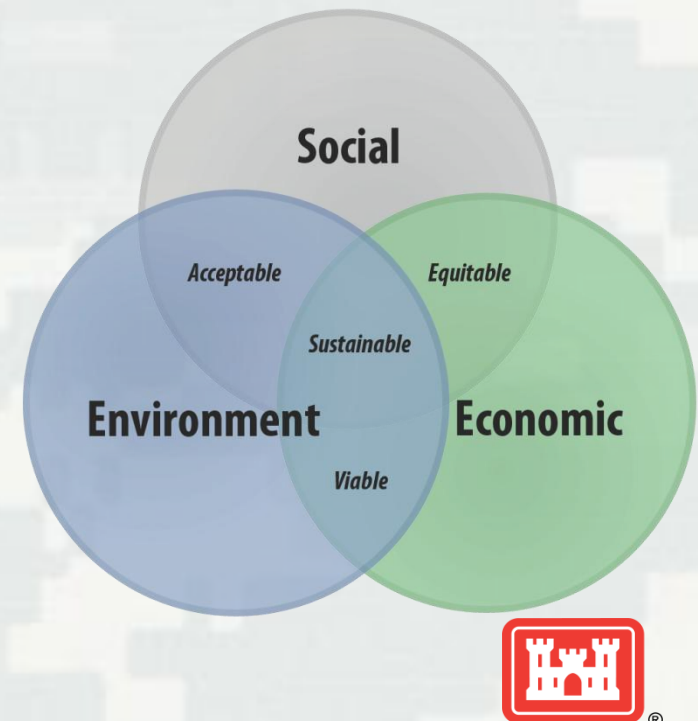 Social
Acceptable
Equitable
Sustainable
Environment
Economic
Viable
®